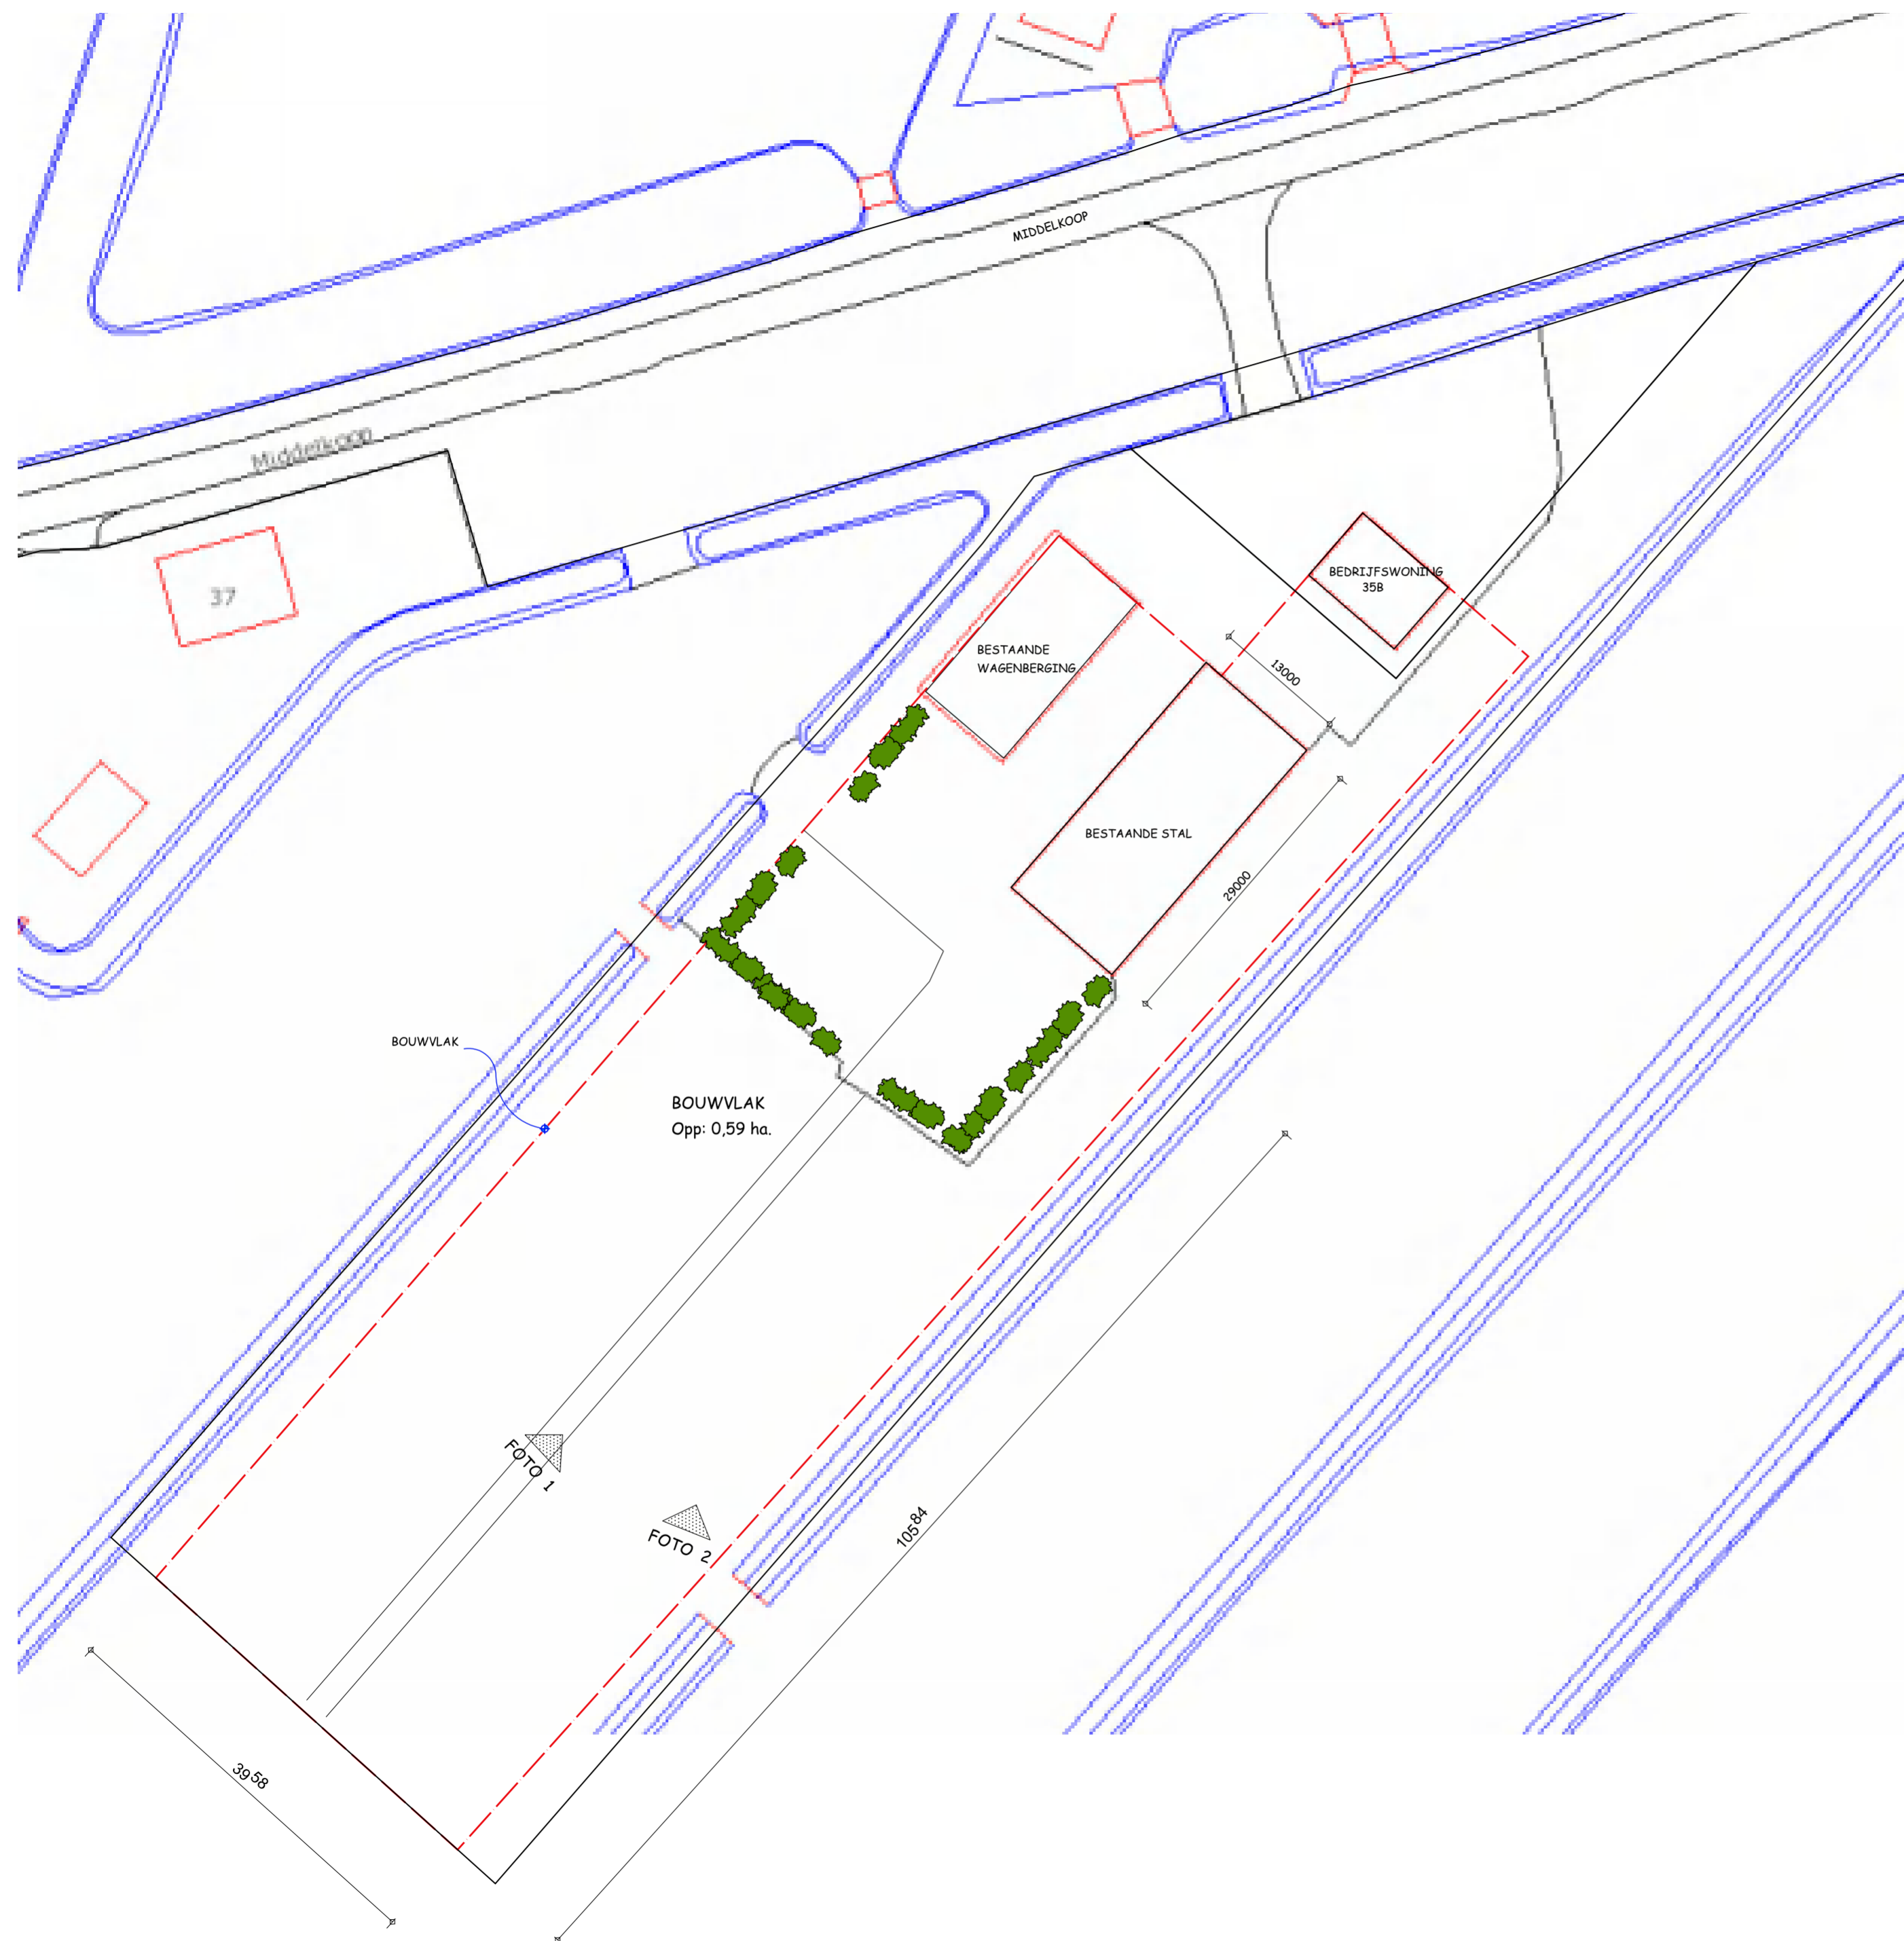 MIDDELKOOP
Middelkoop
37
BEDRIJFSWONING
35B
BESTAANDE
WAGENBERGING
13000
BESTAANDE STAL
29000
BOUWVLAK
BOUWVLAK
Opp: 0,59 ha.
FOTO 1
FOTO 2
10584
3958